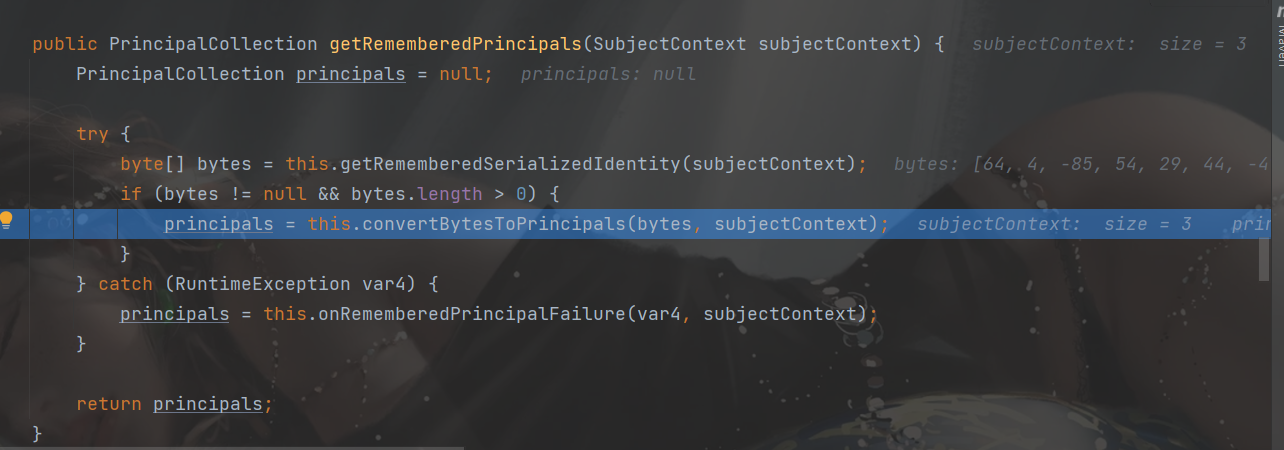 public PrincipalCollection getRememberedPrincipals(SubjectContext subjectContext) { subjectContext: size = 3
PrincipalCollection principals = null; principals: null
try {
byte[] bytes = this.getRememberedSerializedIdentity(subjectContext); bytes: [64, 4, -85, 54, 29, 44, -4
if (bytes != null && bytes.length > 0) {
principals = this.convertBytesToPrincipals(bytes, subjectContext); subjectContext: size = 3 prin
}
} catch (RuntimeException var4) {
principals = this.onRememberedPrincipalFailure(var4, subjectContext);
}
return principals;
}
Maven